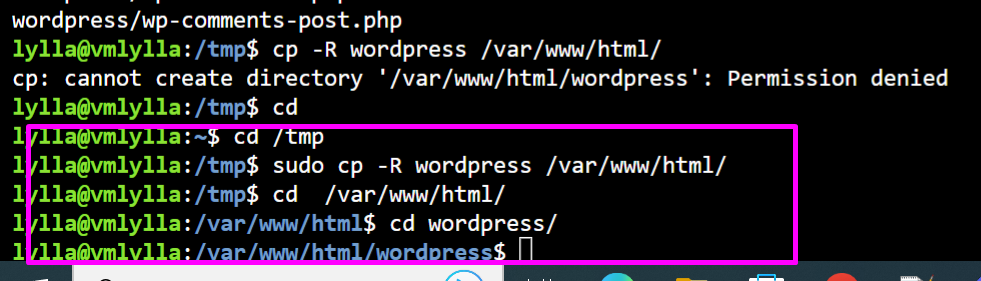 wordpress/wp-comments-post.php
lylla@vmlylla:/tmp$ cp -R wordpress /var/www/html/
cp: cannot create directory '/var/www/html/wordpress': Permission denied
lylla@vmlylla:/tmp$ cd
lylla@vmlylla:~$ cd /tmp
lylla@vmlylla:/tmp$ sudo cp -R wordpress /var/www/html/
lylla@vmlylla:/tmp$ cd  /var/www/html/
lylla@vmlylla:/var/www/html$ cd wordpress/
lylla@vmlylla:/var/www/html/wordpress$